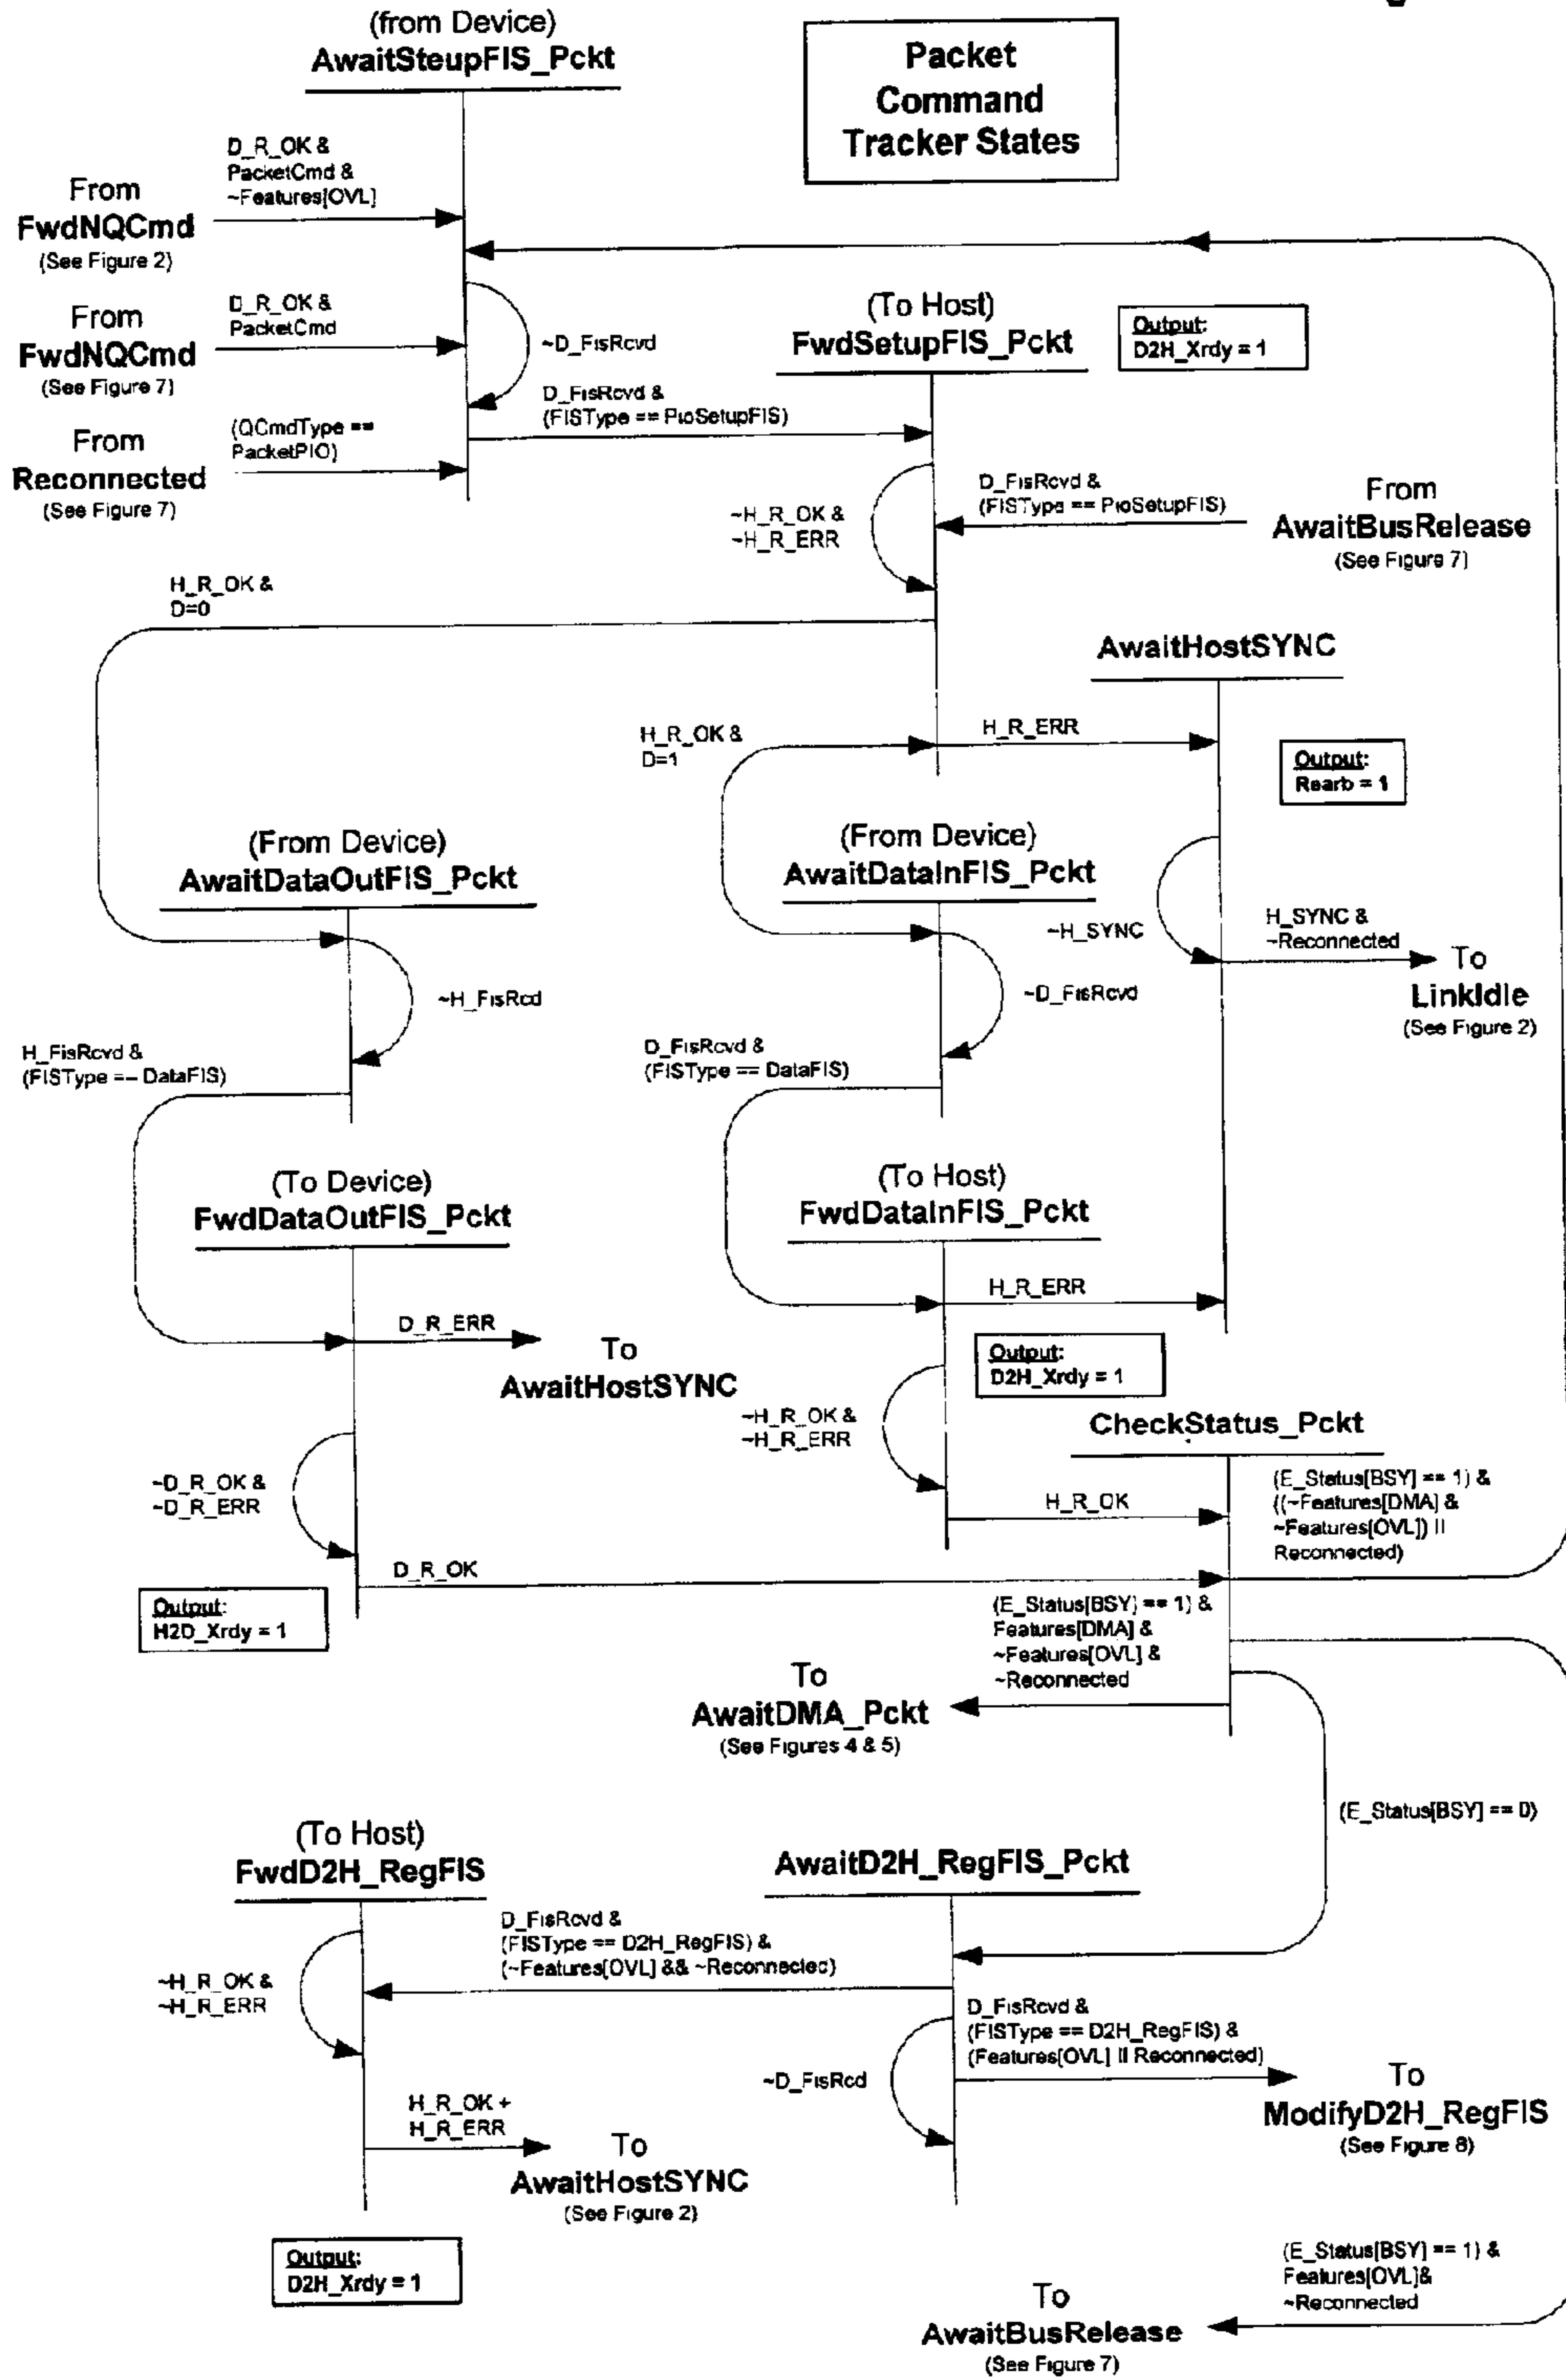 (from Device)
AwaitSteupFIS_Pckt
Packet
Command
Tracker States
D_R_OK &
PacketCmd &
~Features[OVL]
From
FwdNQCmd
(See Figure 2)
From
FwdNQCmd
(See Figure 7)
D_R_OK &
PacketCmd
~D_FisRcvd
(To Host)
FwdSetupFIS_Pckt
Output:
D2H_Xrdy = 1
From
Reconnected
(See Figure 7)
(QCmdType ==
PacketPIO)
D_FisRcvd &
(FISType == PioSetupFIS)
~H_R_OK &
~H_R_ERR
D_FisRcvd &
(FISType == PioSetupFIS)
From
AwaitBusRelease
(See Figure 7)
H_R_OK &
D=0
AwaitHostSYNC
H_R_OK &
D=1
H_R_ERR
Output:
Rearb = 1
(From Device)
AwaitDataOutFIS_Pckt
(From Device)
AwaitDataInFIS_Pckt
~H_SYNC
H_SYNC &
~Reconnected
To
LinkIdle
(See Figure 2)
~H_FisRcd
~D_FisRcvd
H_FisRcvd &
(FISType == DataFIS)
D_FisRcvd &
(FISType == DataFIS)
(To Device)
FwdDataOutFIS_Pckt
(To Host)
FwdDataInFIS_Pckt
D_R_ERR
To
AwaitHostSYNC
H_R_ERR
Output:
D2H_Xrdy = 1
~H_R_OK &
~H_R_ERR
CheckStatus_Pckt
~D_R_OK &
~D_R_ERR
H_R_OK
(E_Status[BSY] == 1) &
((~Features[DMA] &
~Features[OVL]) ||
Reconnected)
D_R_OK
Output:
H2D_Xrdy = 1
(E_Status[BSY] == 1) &
Features[DMA] &
~Features[OVL] &
~Reconnected
To
AwaitDMA_Pckt
(See Figures 4 & 5)
(E_Status[BSY] == 0)
(To Host)
FwdD2H_RegFIS
AwaitD2H_RegFIS_Pckt
D_FisRcvd &
(FISType == D2H_RegFIS) &
(~Features[OVL] && ~Reconnected)
~H_R_OK &
~H_R_ERR
D_FisRcvd &
(FISType == D2H_RegFIS) &
(Features[OVL] || Reconnected)
~D_FisRcd
To
ModifyD2H_RegFIS
(See Figure 8)
H_R_OK +
H_R_ERR
To
AwaitHostSYNC
(See Figure 2)
Output:
D2H_Xrdy = 1
(E_Status[BSY] == 1) &
Features[OVL]&
~Reconnected
To
AwaitBusRelease
(See Figure 7)